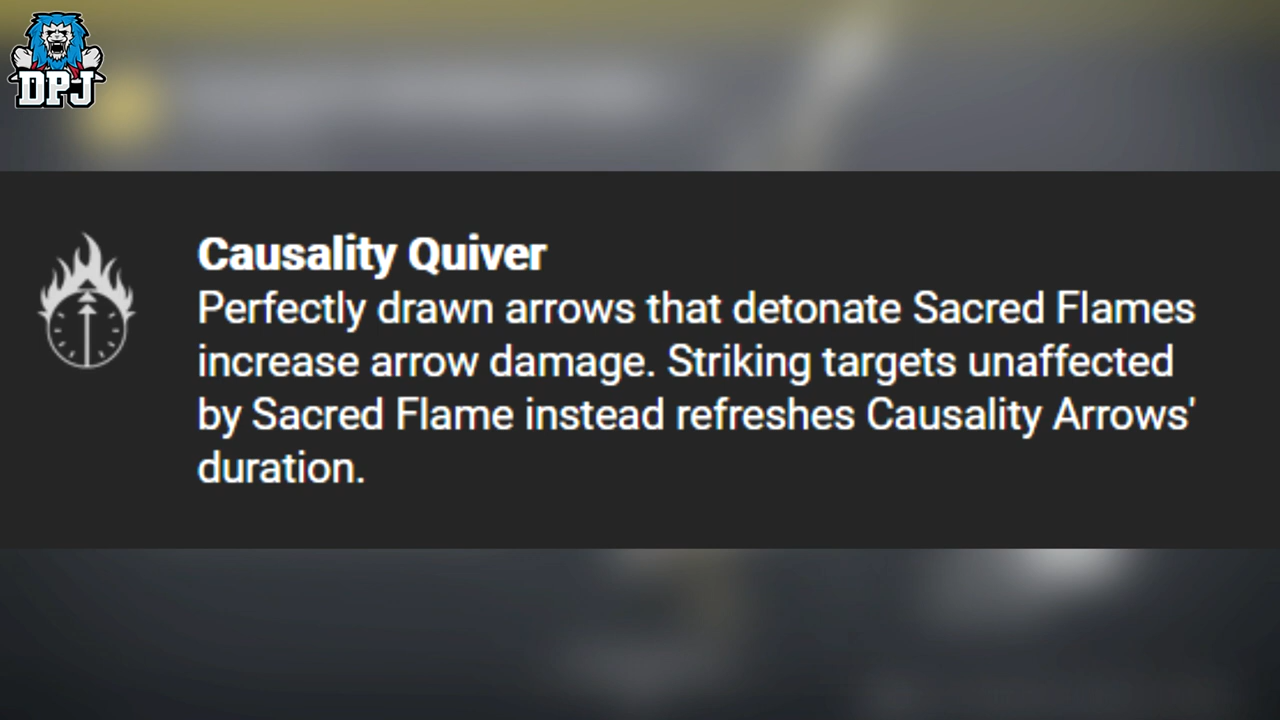 DPJ
Causality Quiver
Perfectly drawn arrows that detonate Sacred Flames
increase arrow damage. Striking targets unaffected
by Sacred Flame instead refreshes Causality Arrows'
duration.